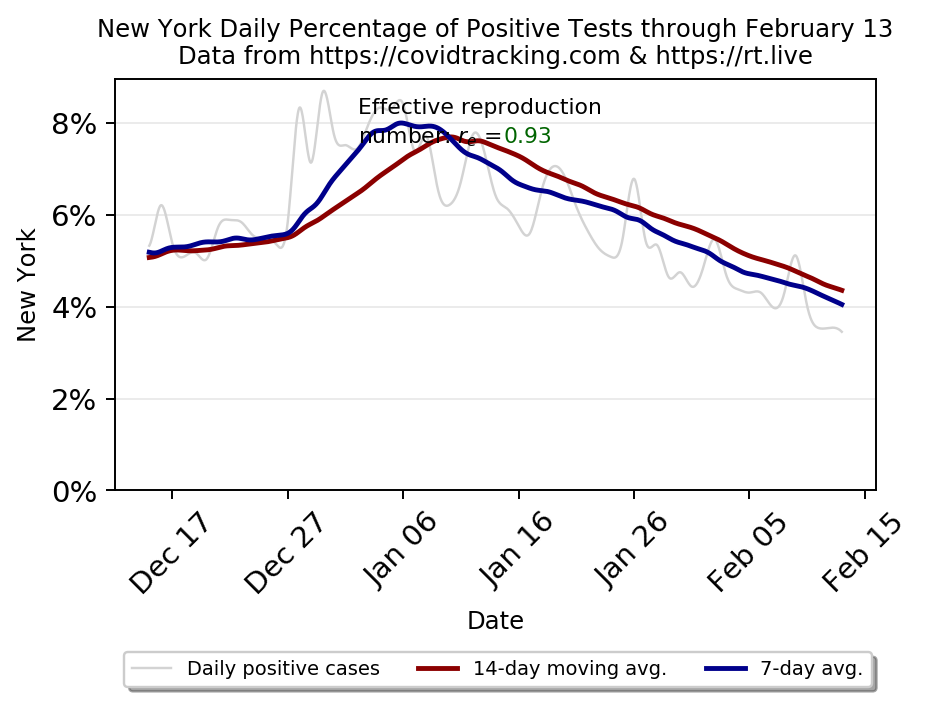 New York Daily Percentage of Positive Tests through February 13
Data from https://covidtracking.com & https://rt.live
Effective reproduction
number: rₑ =0.93
8%
6%
4%
2%
0%
New York
Dec 17
Dec 27
Jan 06
Jan 16
Jan 26
Feb 05
Feb 15
Date
Daily positive cases
14-day moving avg.
7-day avg.